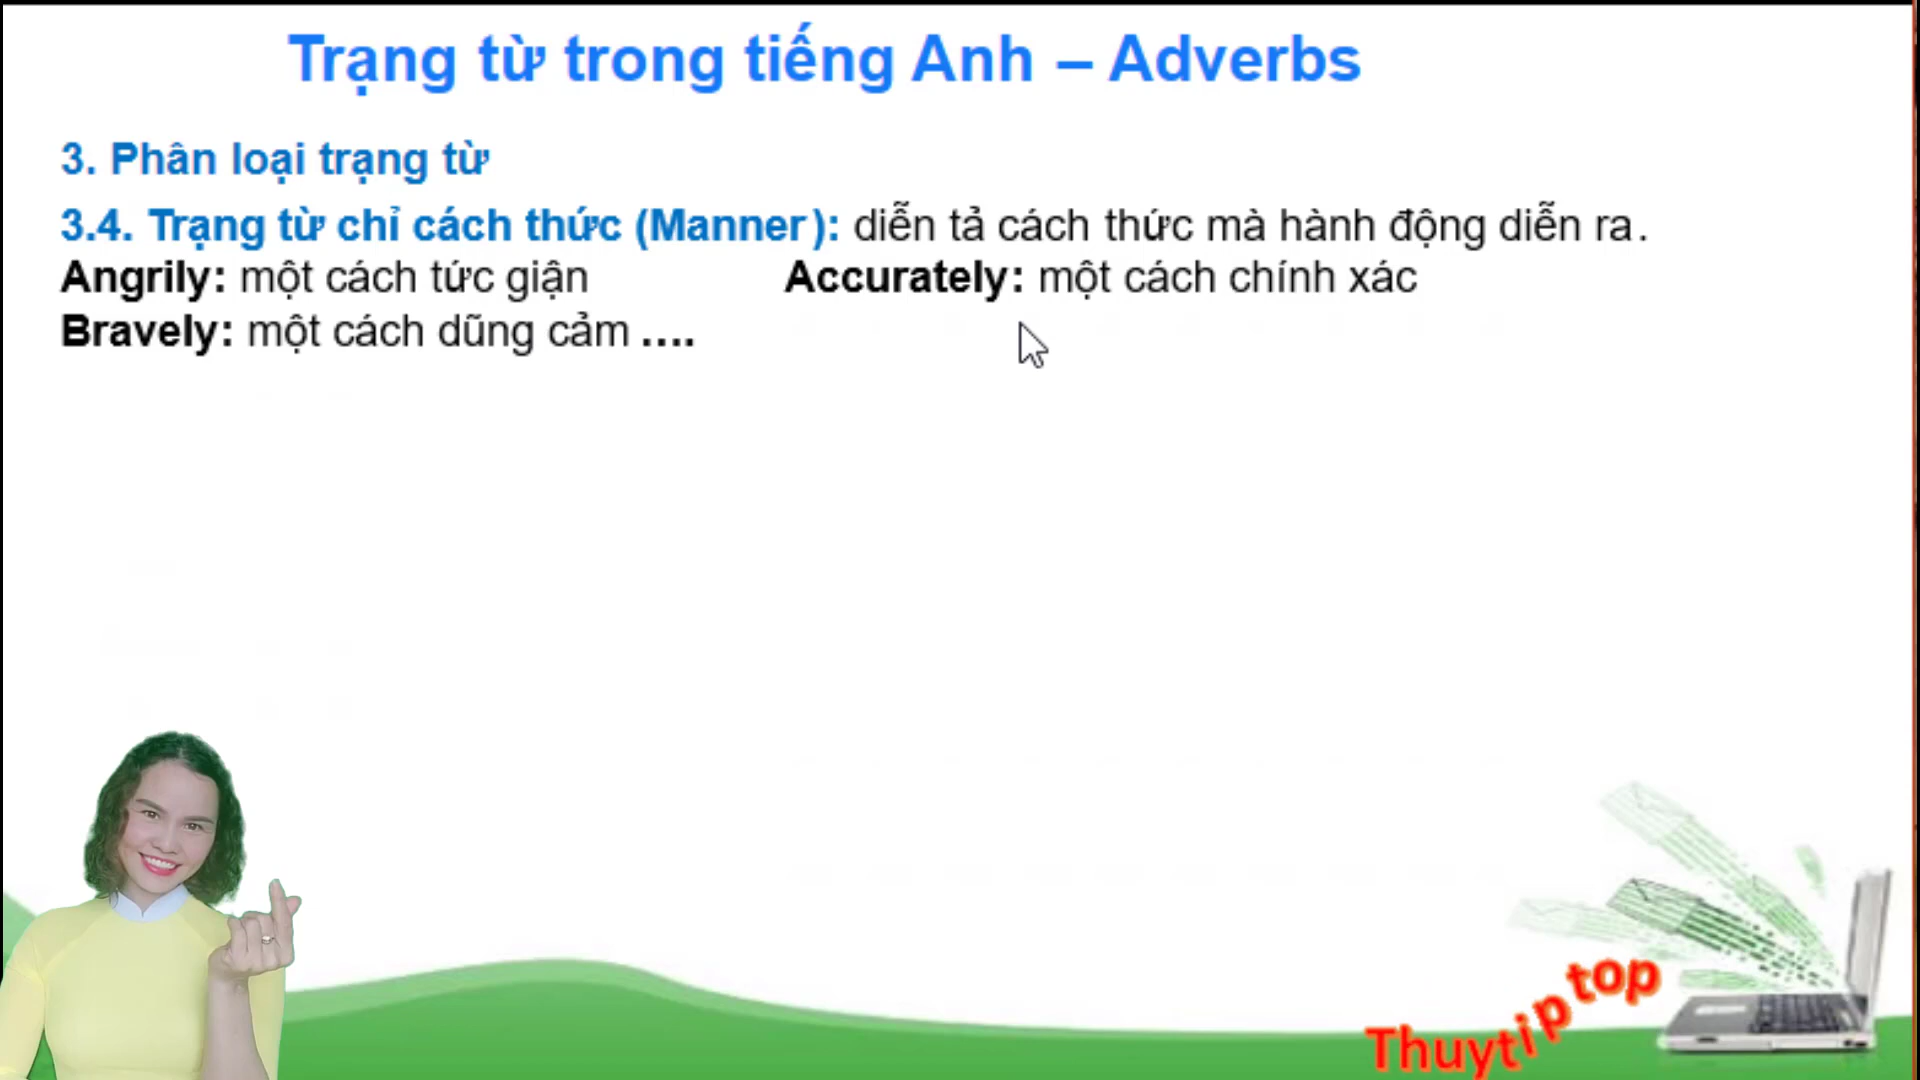 Trạng từ trong tiếng Anh – Adverbs
3. Phân loại trạng từ
3.4. Trạng từ chỉ cách thức (Manner): diễn tả cách thức mà hành động diễn ra.
Angrily: một cách tức giận Accurately: một cách chính xác
Bravely: một cách dũng cảm ....
Thuytiptop